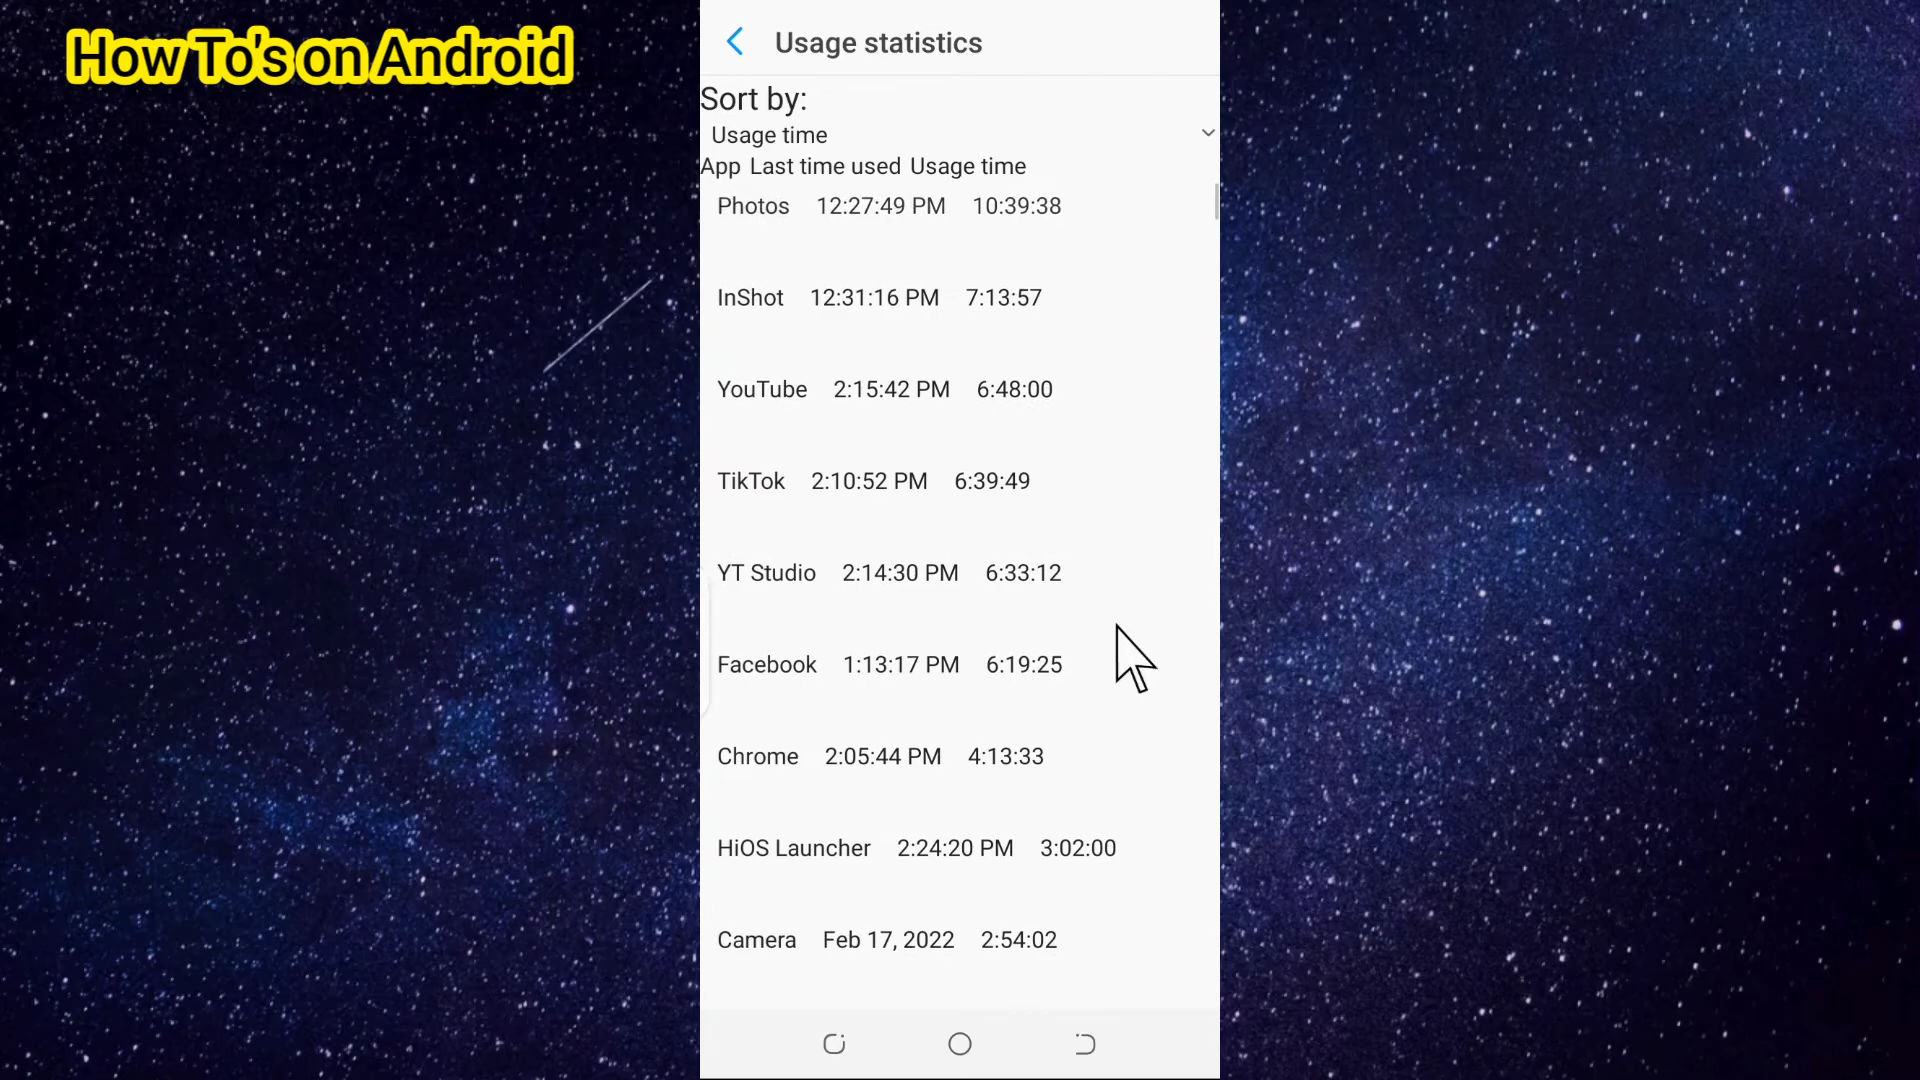 How To's on Android
Usage statistics
Sort by:
Usage time
App Last time used Usage time
Photos 12:27:49 PM 10:39:38
InShot 12:31:16 PM 7:13:57
YouTube 2:15:42 PM 6:48:00
TikTok 2:10:52 PM 6:39:49
YT Studio 2:14:30 PM 6:33:12
Facebook 1:13:17 PM 6:19:25
Chrome 2:05:44 PM 4:13:33
HiOS Launcher 2:24:20 PM 3:02:00
Camera Feb 17, 2022 2:54:02